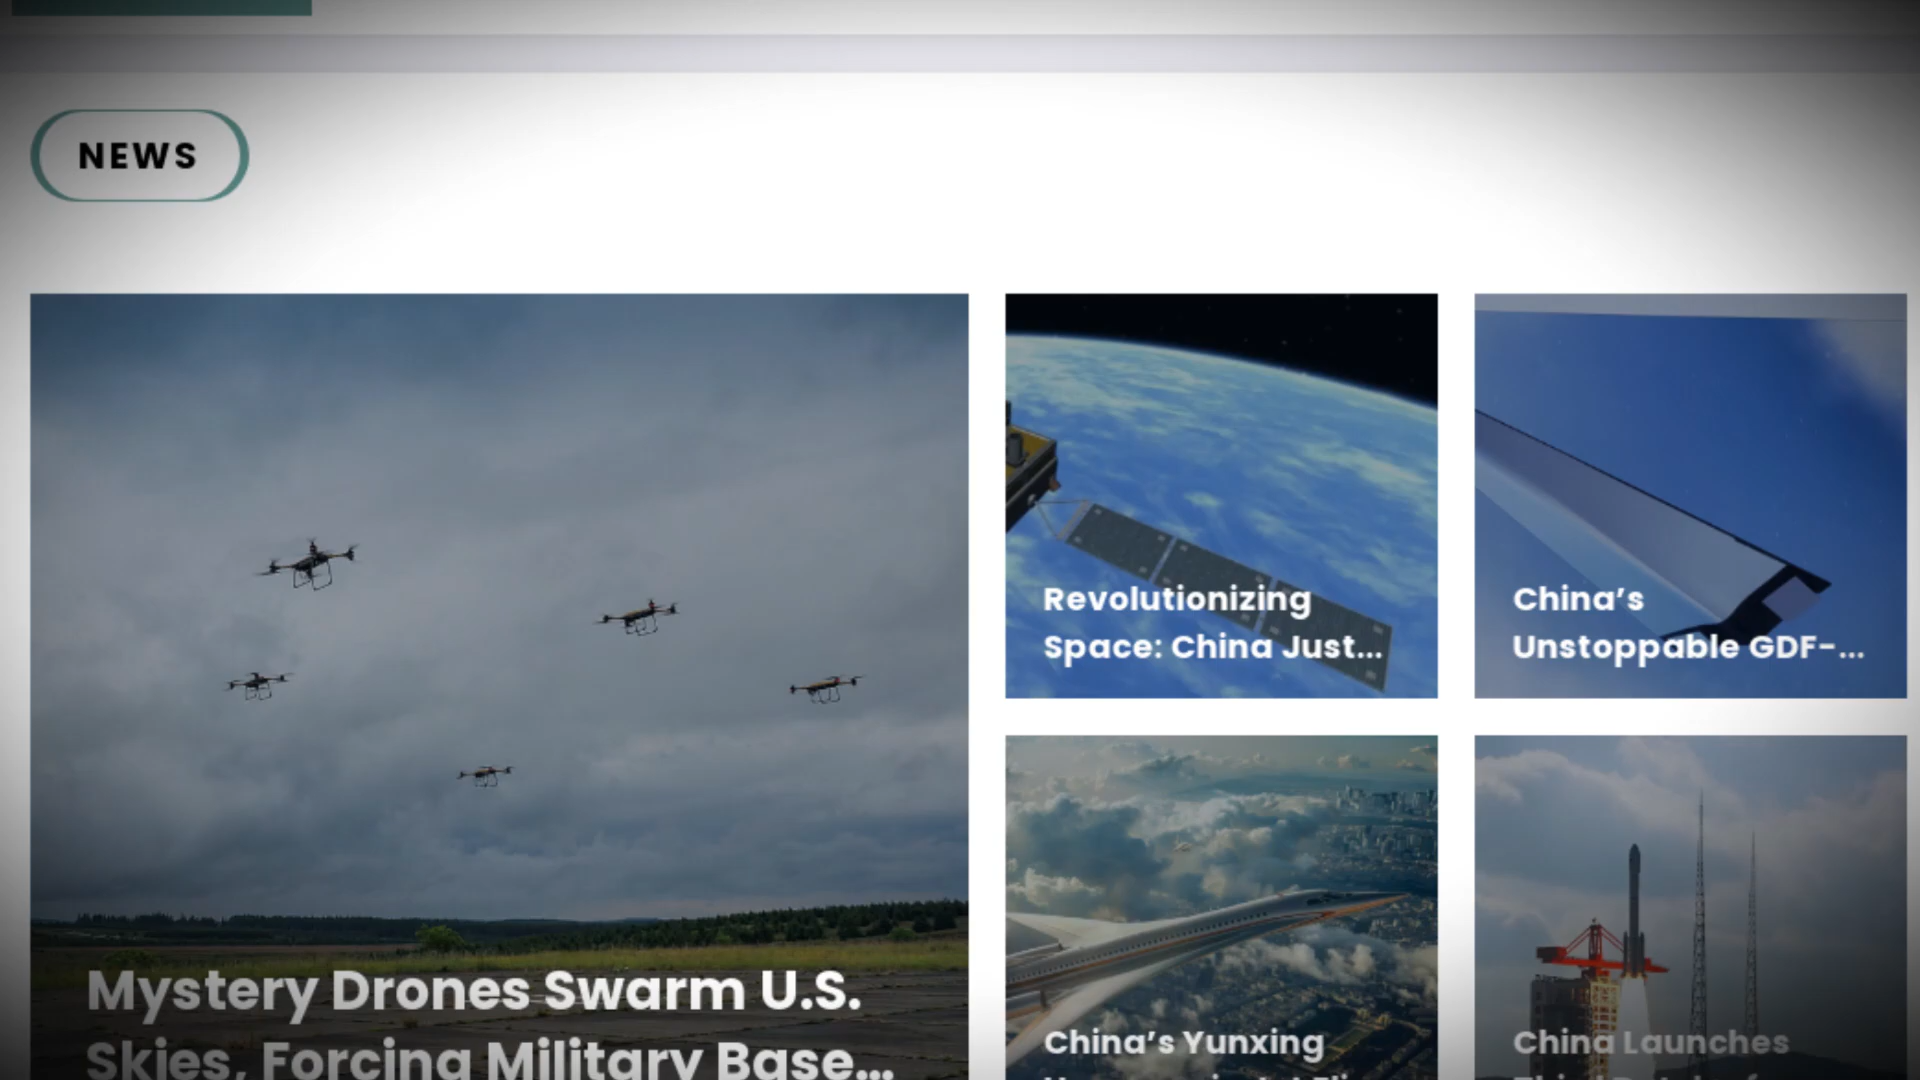 NEWS
Mystery Drones Swarm U.S.
Skies, Forcing Military Base...
Revolutionizing
Space: China Just...
China’s
Unstoppable GDF-...
China’s Yunxing
China Launches